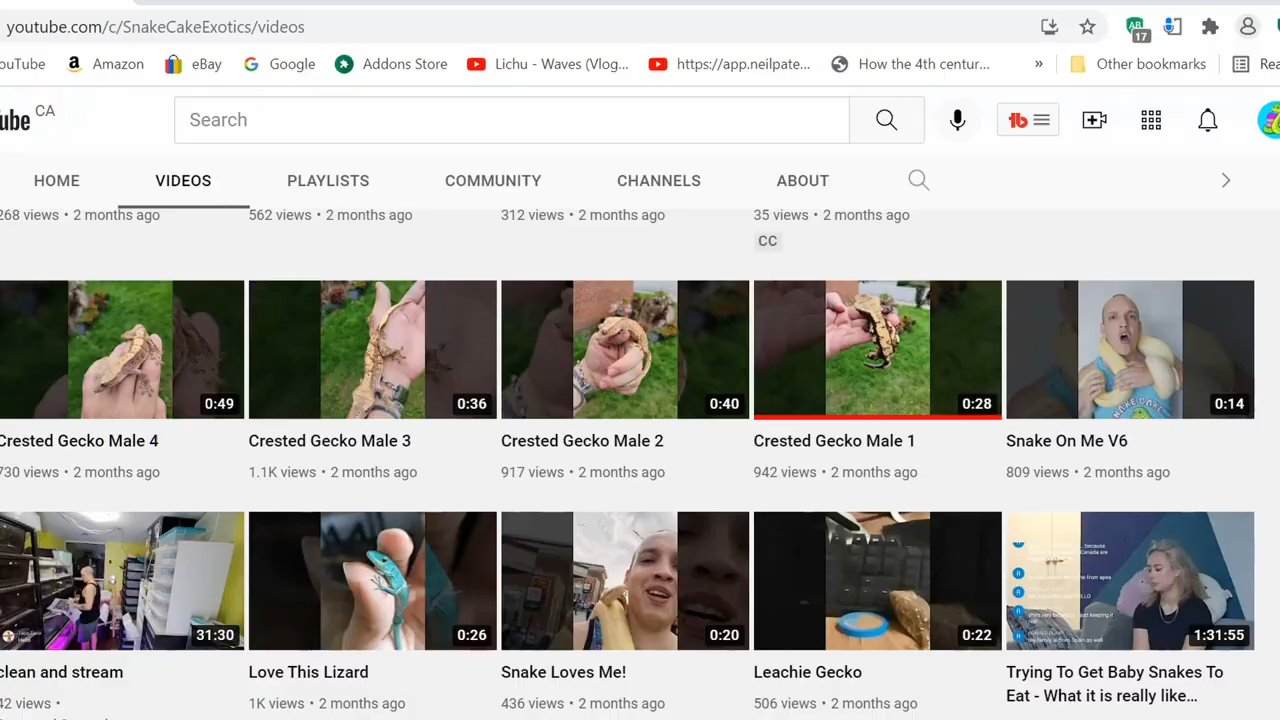 youtube.com/c/SnakeCakeExotics/videos
17
ouTube Amazon eBay Google Addons Store Lichu - Waves (Vlog... https://app.neilpate... How the 4th centur... » Other bookmarks Rea
ube CA Search
HOME VIDEOS PLAYLISTS COMMUNITY CHANNELS ABOUT
268 views • 2 months ago 562 views • 2 months ago 312 views • 2 months ago 35 views • 2 months ago
CC
0:49 0:36 0:40 0:28 0:14
Crested Gecko Male 4 Crested Gecko Male 3 Crested Gecko Male 2 Crested Gecko Male 1 Snake On Me V6
730 views • 2 months ago 1.1K views • 2 months ago 917 views • 2 months ago 942 views • 2 months ago 809 views • 2 months ago
31:30 0:26 0:20 0:22 1:31:55
clean and stream Love This Lizard Snake Loves Me! Leachie Gecko Trying To Get Baby Snakes To
Eat - What it is really like...
42 views • 1K views • 2 months ago 436 views • 2 months ago 506 views • 2 months ago